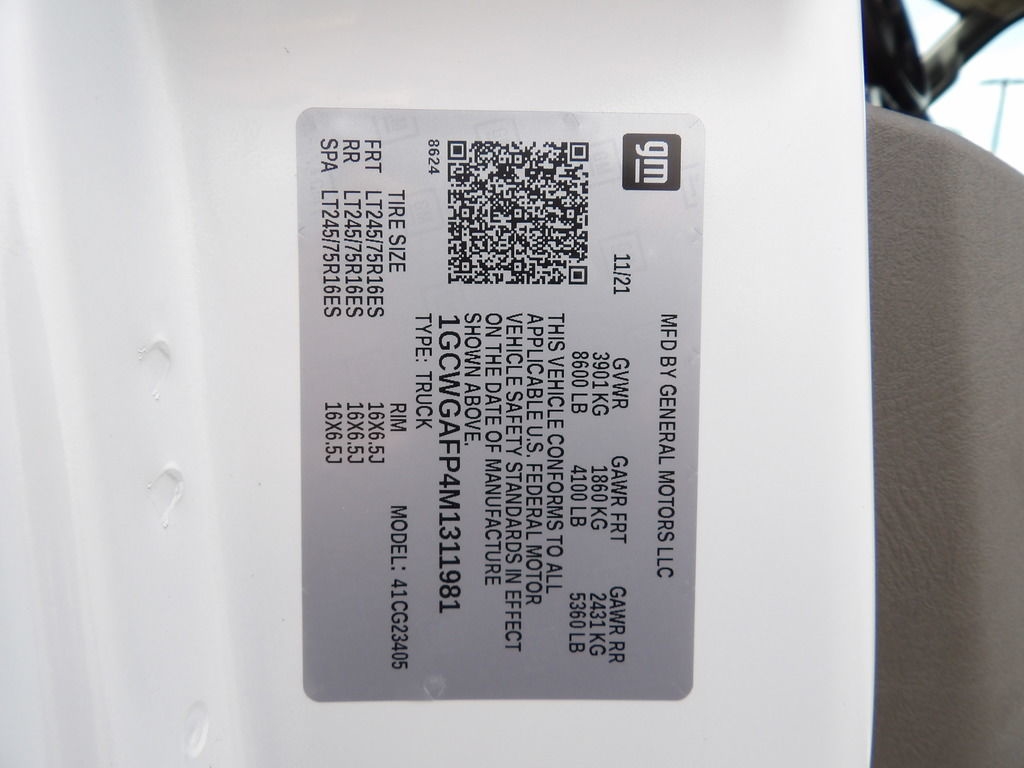 gm
MFD BY GENERAL MOTORS LLC
11/21
GVWR GAWR FRT GAWR RR
3901 KG 1860 KG 2431 KG
8600 LB 4100 LB 5360 LB
THIS VEHICLE CONFORMS TO ALL
APPLICABLE U.S. FEDERAL MOTOR
VEHICLE SAFETY STANDARDS IN EFFECT
ON THE DATE OF MANUFACTURE
SHOWN ABOVE.
1GCWGAFP4M1311981
8624
TYPE: TRUCK
MODEL: 41CG23405
TIRE SIZE RIM
FRT LT245/75R16ES 16X6.5J
RR LT245/75R16ES 16X6.5J
SPA LT245/75R16ES 16X6.5J